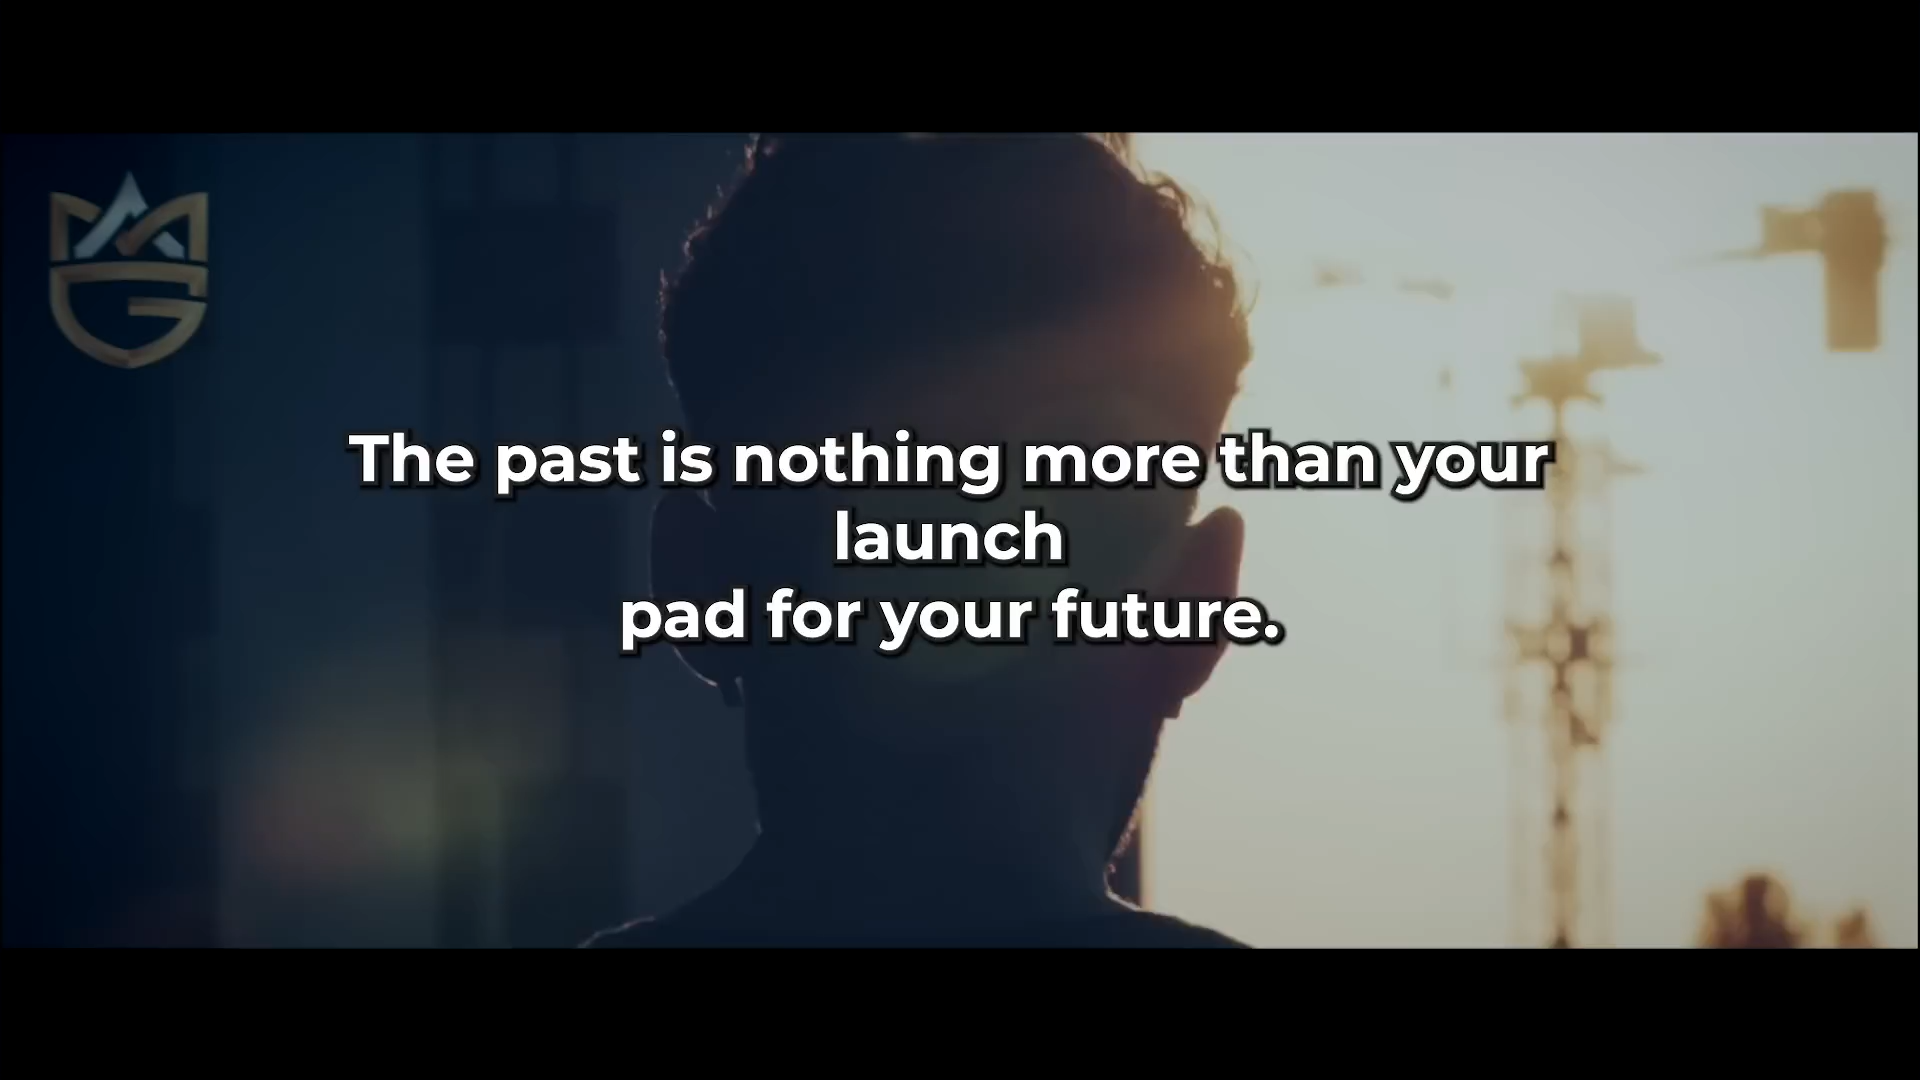 The past is nothing more than your
launch
pad for your future.